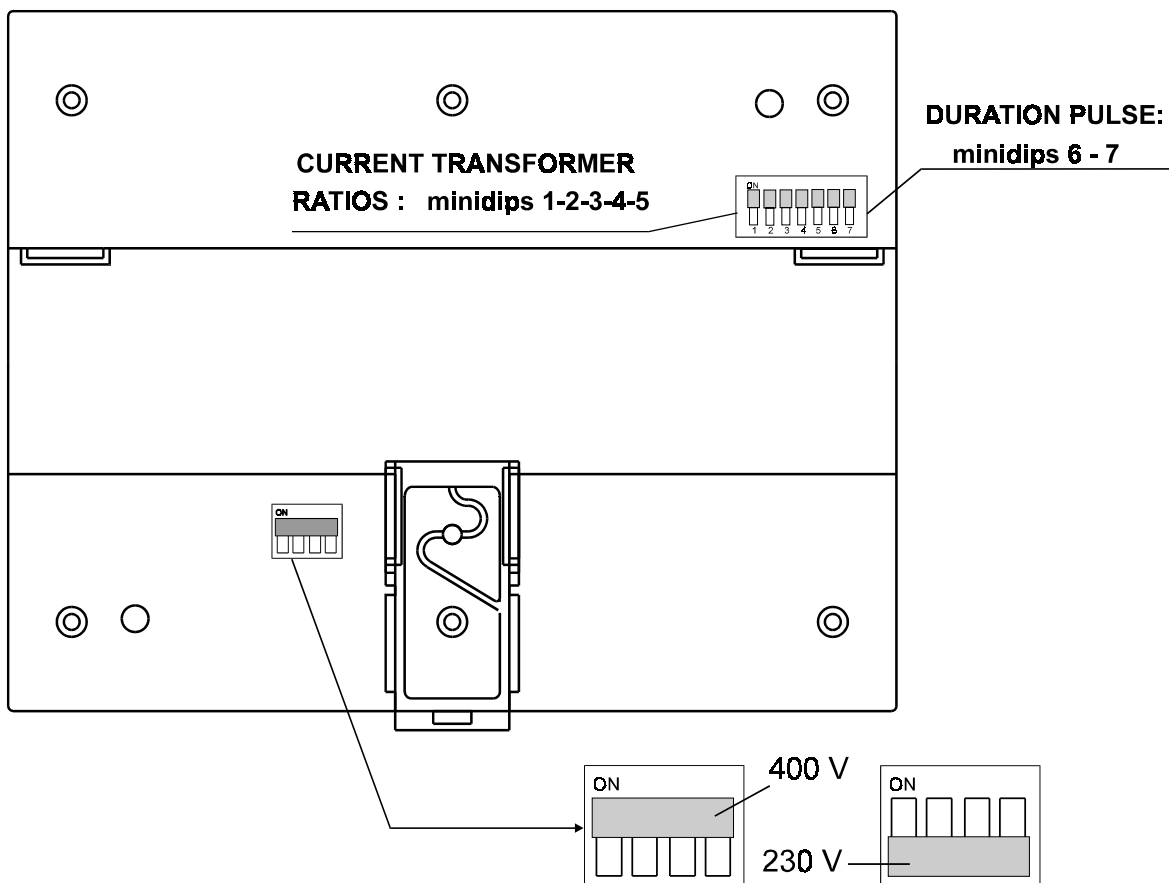 DURATION PULSE:
minidips 6 - 7
CURRENT TRANSFORMER
RATIOS : minidips 1-2-3-4-5
ON
1 2 3 4 5 6 7
ON
ON
400 V
ON
230 V